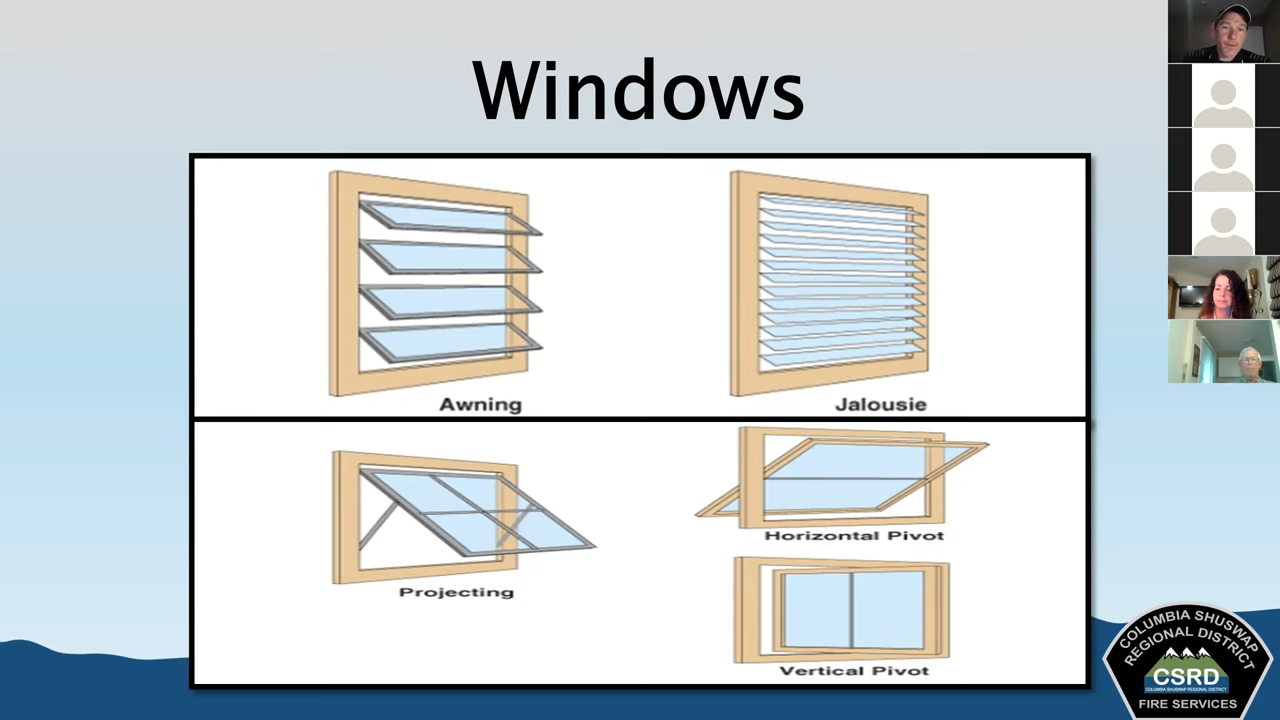 Windows
Awning
Jalousie
Projecting
Horizontal Pivot
Vertical Pivot
COLUMBIA SHUSWAP
REGIONAL DISTRICT
CSRD
COLUMBIA SHUSWAP REGIONAL DISTRICT
FIRE SERVICES